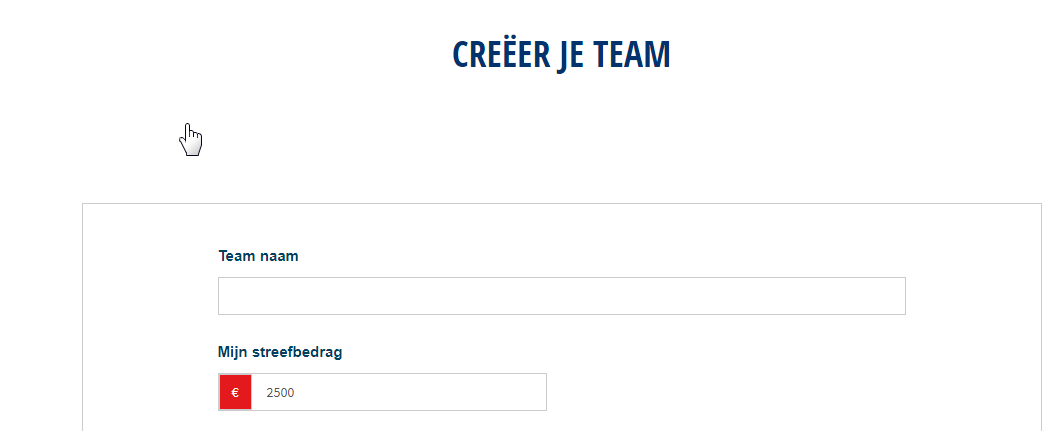 CREËER JE TEAM
Team naam
Mijn streefbedrag
€ 2500